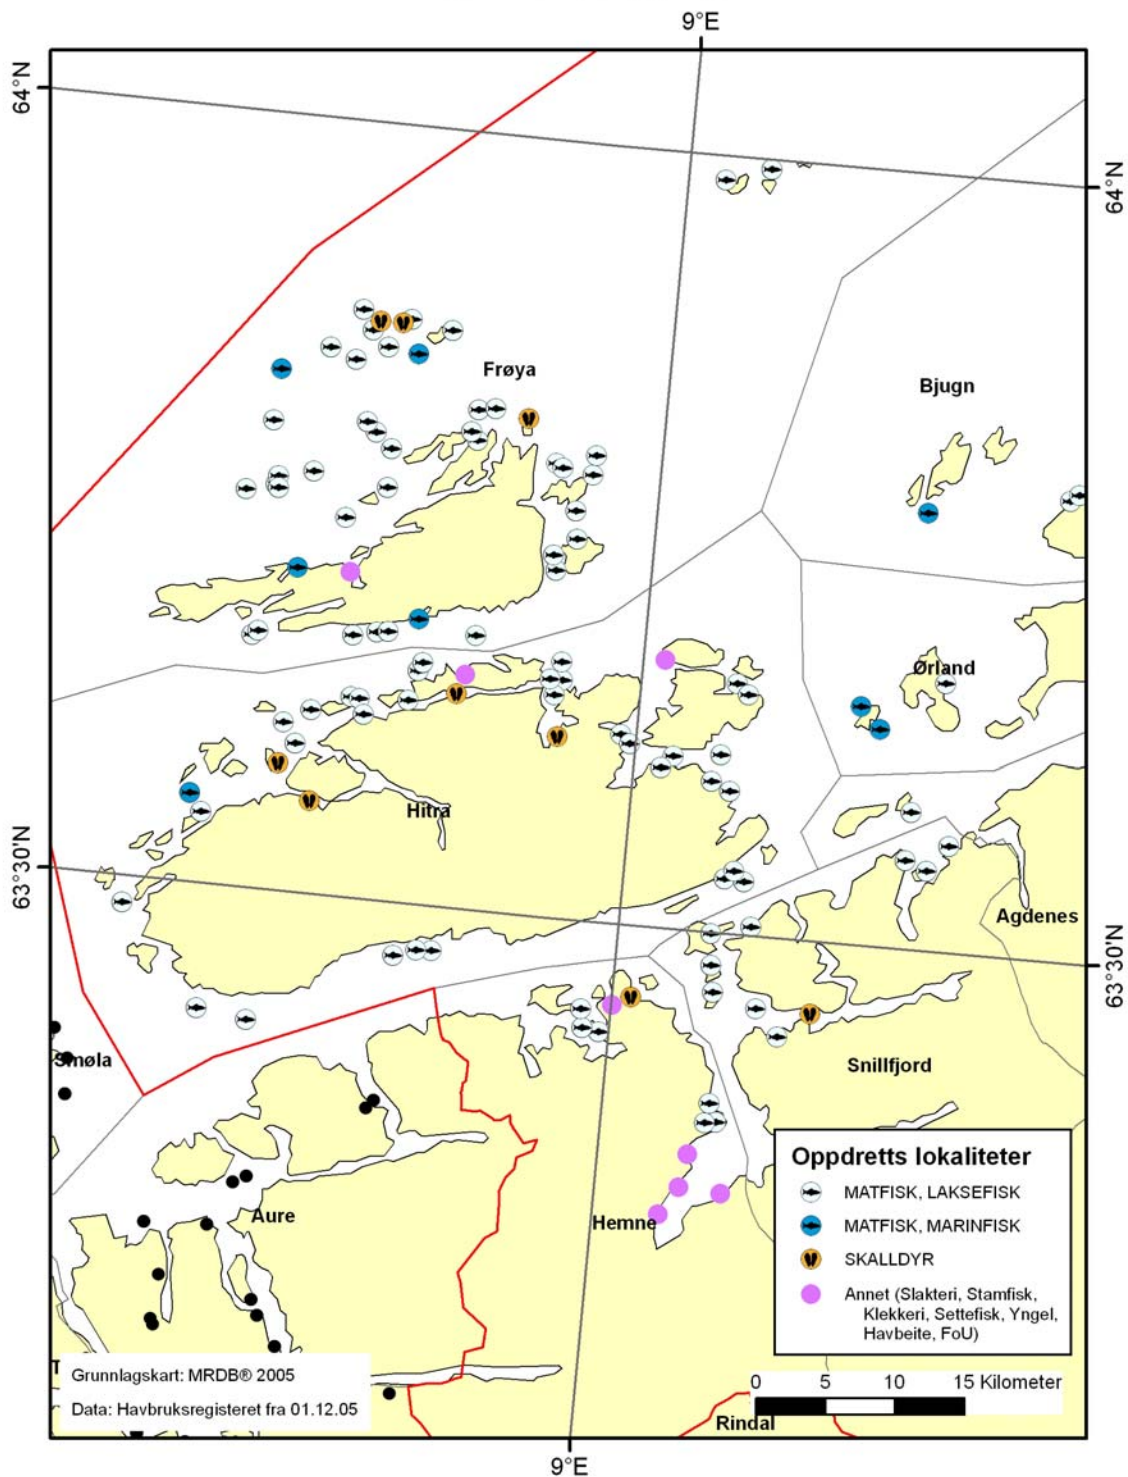 9°E
64°N
64°N
Frøya
Bjugn
Ørland
Hitra
63°30'N
Agdenes
63°30'N
Smøla
Snillfjord
Oppdretts lokaliteter
MATFISK, LAKSEFISK
Aure
Hemne
MATFISK, MARINFISK
SKALLDYR
Annet (Slakteri, Stamfisk,
Klekkeri, Settefisk, Yngel,
Havbeite, FoU)
T
Grunnlagskart: MRDB® 2005
0 5 10 15 Kilometer
Data: Havbruksregisteret fra 01.12.05
Rindal
9°E